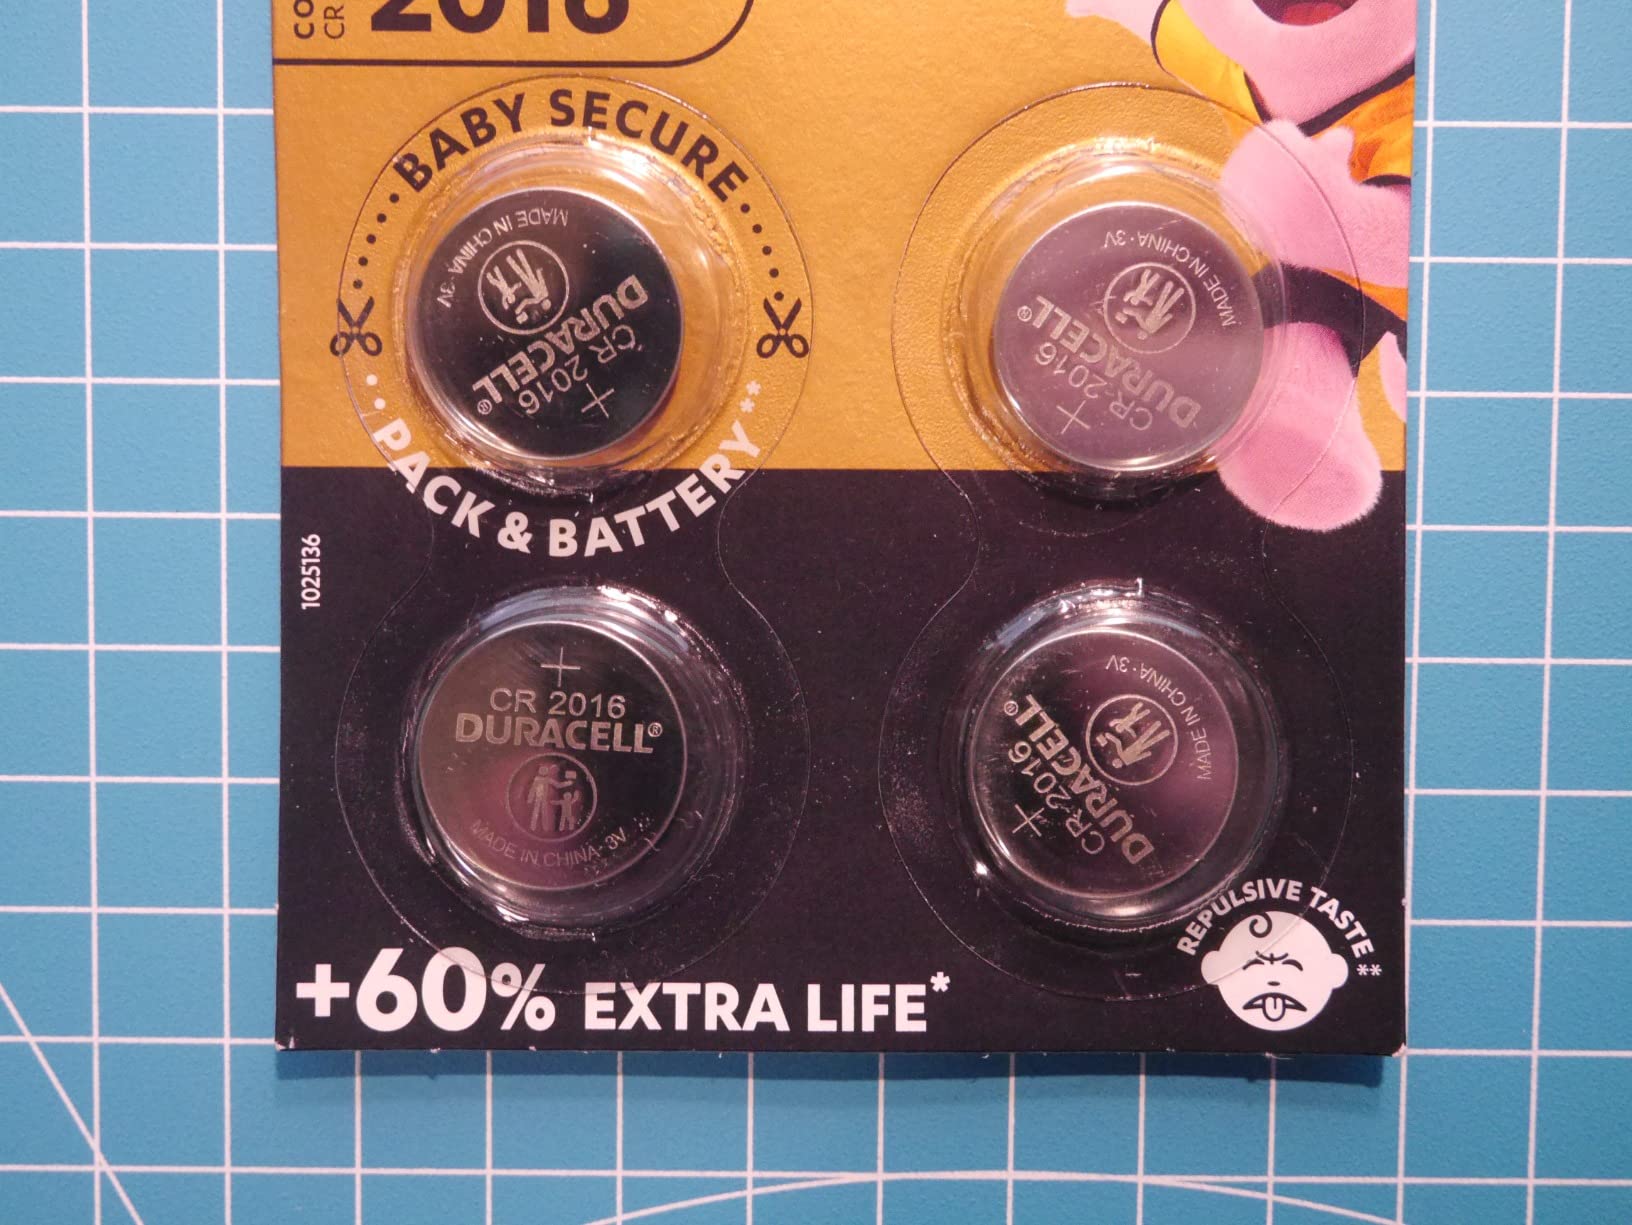 CO
CR
2016
BABY SECURE
PACK & BATTERY**
MADE IN CHINA · 3V
DURACELL®
CR 2016
+
MADE IN CHINA · 3V
DURACELL®
CR 2016
+
1025136
+
CR 2016
DURACELL®
MADE IN CHINA · 3V
MADE IN CHINA · 3V
DURACELL®
CR 2016
+
REPULSIVE TASTE**
+60% EXTRA LIFE*